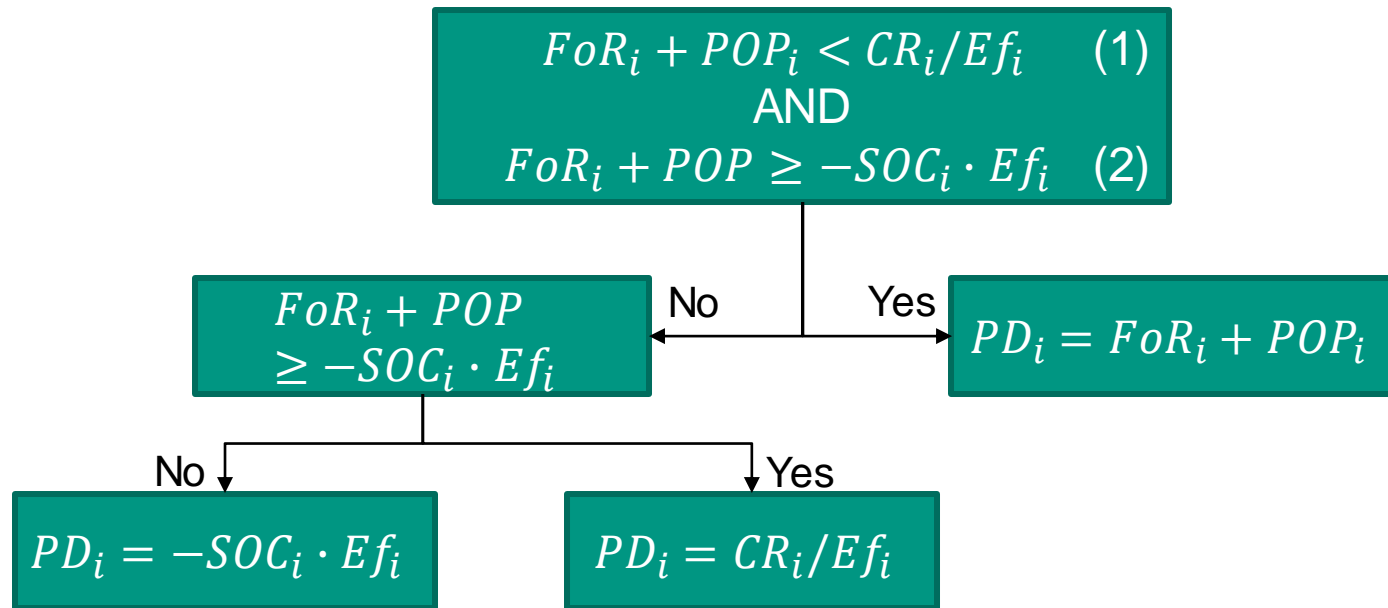 FoR_i + POP_i < CR_i/Ef_i (1)
AND
FoR_i + POP ≥ −SOC_i · Ef_i (2)
No
Yes
FoR_i + POP
≥ −SOC_i · Ef_i
PD_i = FoR_i + POP_i
No
Yes
PD_i = −SOC_i · Ef_i
PD_i = CR_i/Ef_i